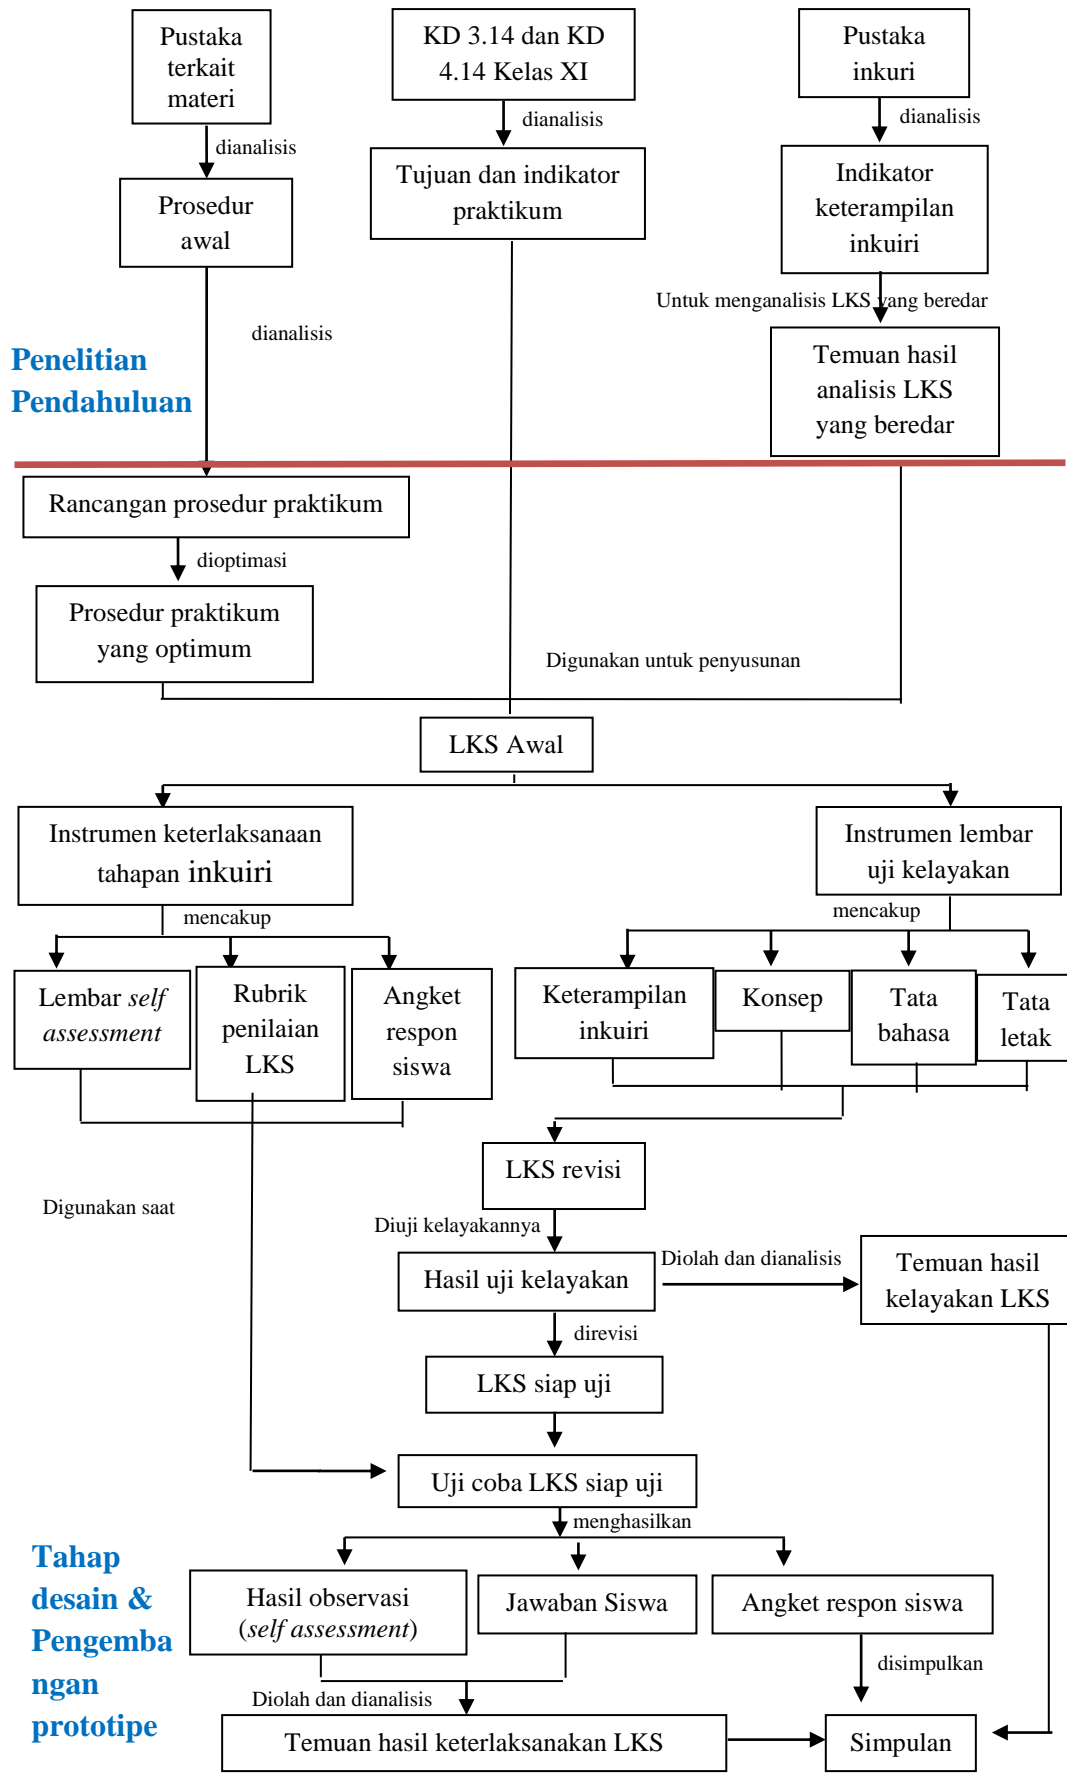 Pustaka
terkait
materi
KD 3.14 dan KD
4.14 Kelas XI
Pustaka
inkuri
dianalisis
dianalisis
dianalisis
Prosedur
awal
Tujuan dan indikator
praktikum
Indikator
keterampilan
inkuiri
Untuk menganalisis LKS yang beredar
dianalisis
Temuan hasil
analisis LKS
yang beredar
Penelitian
Pendahuluan
Rancangan prosedur praktikum
dioptimasi
Prosedur praktikum
yang optimum
Digunakan untuk penyusunan
LKS Awal
Instrumen keterlaksanaan
tahapan inkuiri
Instrumen lembar
uji kelayakan
mencakup
mencakup
Lembar self
assessment
Rubrik
penilaian
LKS
Angket
respon
siswa
Keterampilan
inkuiri
Konsep
Tata
bahasa
Tata
letak
LKS revisi
Digunakan saat
Diuji kelayakannya
Hasil uji kelayakan
Diolah dan dianalisis
Temuan hasil
kelayakan LKS
direvisi
LKS siap uji
Uji coba LKS siap uji
menghasilkan
Tahap
desain &
Pengemba
ngan
prototipe
Hasil observasi
(self assessment)
Jawaban Siswa
Angket respon siswa
disimpulkan
Diolah dan dianalisis
Temuan hasil keterlaksanakan LKS
Simpulan